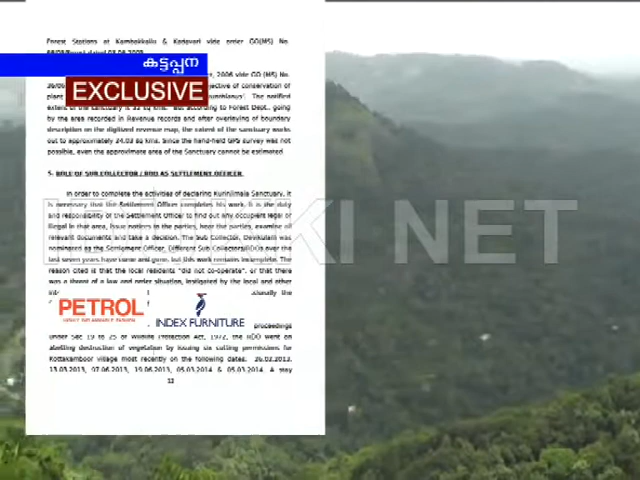 Forest Stations at Kambakkallu & Kadavari vide order GO(MS) No.
കട്ടപ്പന
2006 vide GO (MS) No.
EXCLUSIVE
objective of conservation of
plant
extent of the sanctuary is 32 sq kms. But according to Forest Dept., going
by the area recorded in Revenue records and after overlaying of boundary
description on the digitized revenue map, the extent of the sanctuary works
out to approximately 24.03 sq kms. Since the hand-held GPS survey was not
possible, even the approximate area of the Sanctuary cannot be estimated.
5. ROLE OF SUB COLLECTOR / RDO AS SETTLEMENT OFFICER.
In order to complete the activities of declaring Kurinjimala Sanctuary, it
is necessary that the Settlement Officer completes his work. It is the duty
and responsibility of the Settlement Officer to find out any occupant legal or
illegal in that area, issue notices to the parties, hear the parties, examine all
relevant documents and take a decision. The Sub Collector, Devikulam was
nominated as the Settlement Officer. Different Sub Collectors/RDOs over the
last seven years have come and gone, but this work remains incomplete. The
reason cited is that the local residents "did not co-operate", or that there
was a threat of a law and order situation, instigated by the local and other
NET
the
PETROL
INDEX FURNITURE
proceedings
under Sec 19 to 25 of Wildlife Protection Act, 1972, the RDO went on
abetting destruction of vegetation by issuing six cutting permissions for
Kottakamboor village most recently on the following dates. 26.03.2013,
13.03.2013, 07.06.2013, 19.06.2013, 05.03.2014 & 05.03.2014. A stay
12